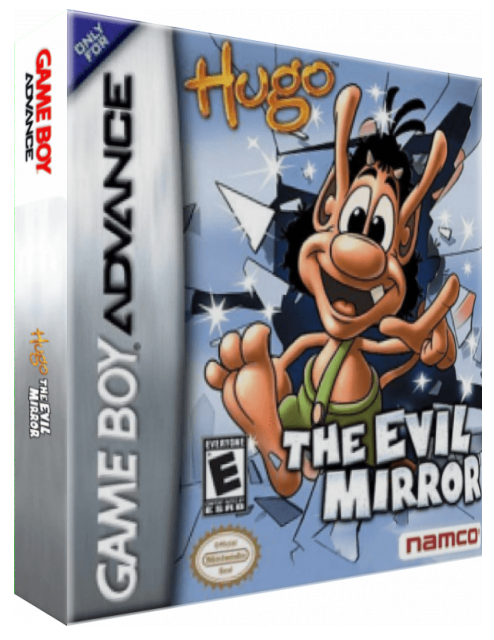 GAME BOY
ADVANCE
Hugo
THE EVIL
MIRROR
ONLY
FOR
GAME BOY ADVANCE
Hugo
THE EVIL
MIRROR
EVERYONE
E
ESRB
Official
Nintendo
Seal
namco